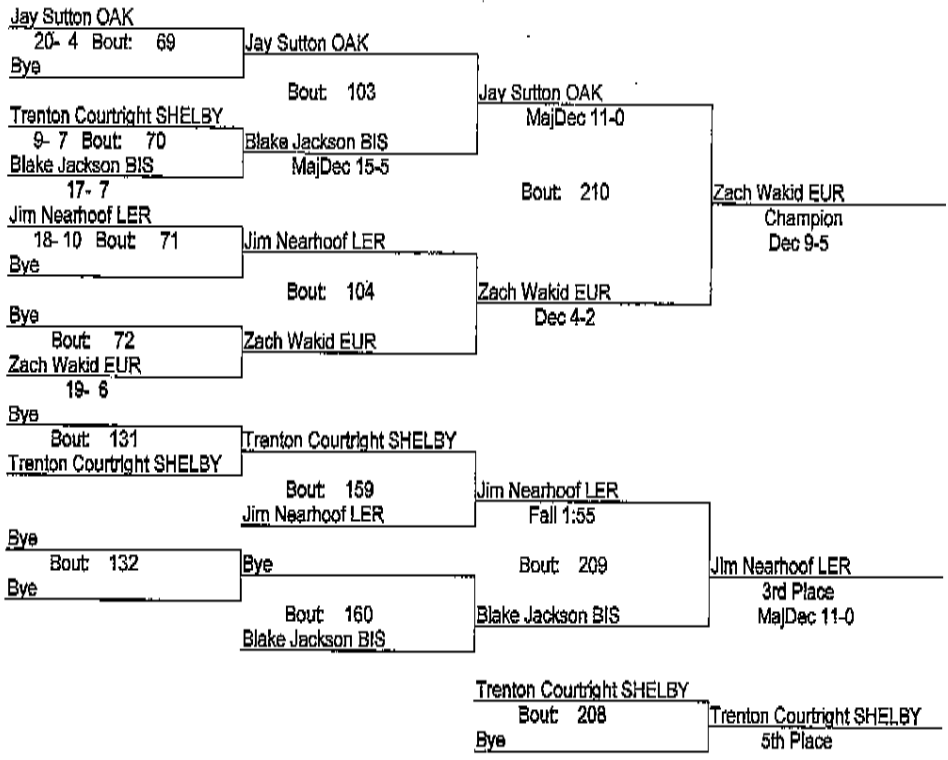 Jay Sutton OAK
20- 4 Bout: 69
Bye
Jay Sutton OAK
Bout: 103
Jay Sutton OAK
MajDec 11-0
Trenton Courtright SHELBY
9- 7 Bout: 70
Blake Jackson BIS
17- 7
Blake Jackson BIS
MajDec 15-5
Bout: 210
Zach Wakid EUR
Champion
Dec 9-5
Jim Nearhoof LER
18- 10 Bout: 71
Bye
Jim Nearhoof LER
Bout: 104
Zach Wakid EUR
Dec 4-2
Bye
Bout: 72
Zach Wakid EUR
19- 6
Zach Wakid EUR
Bye
Bout: 131
Trenton Courtright SHELBY
Trenton Courtright SHELBY
Bout: 159
Jim Nearhoof LER
Jim Nearhoof LER
Fall 1:55
Bye
Bout: 132
Bye
Bye
Bout: 160
Blake Jackson BIS
Bout: 209
Blake Jackson BIS
Jim Nearhoof LER
3rd Place
MajDec 11-0
Trenton Courtright SHELBY
Bout: 208
Bye
Trenton Courtright SHELBY
5th Place